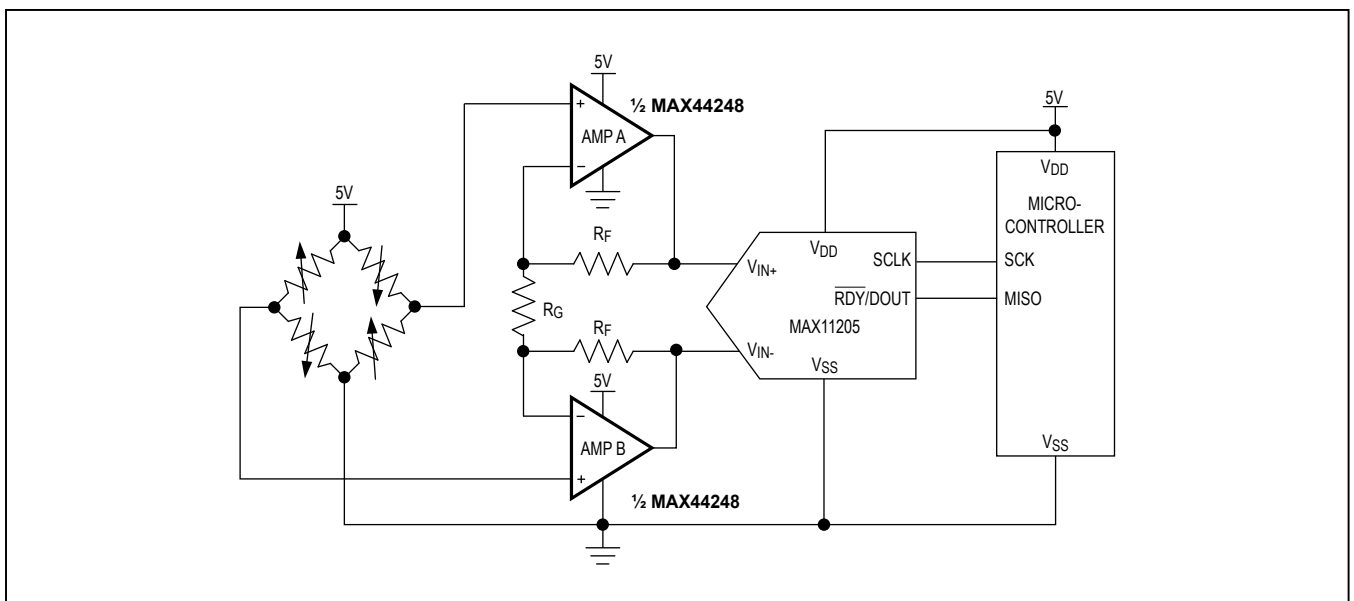 5V
½ MAX44248
+
AMP A
−
5V
RF
RG
RF
5V
−
AMP B
+
½ MAX44248
VIN+
VDD
SCLK
RDY/DOUT
MAX11205
VIN-
VSS
5V
VDD
MICRO-
CONTROLLER
SCK
MISO
VSS